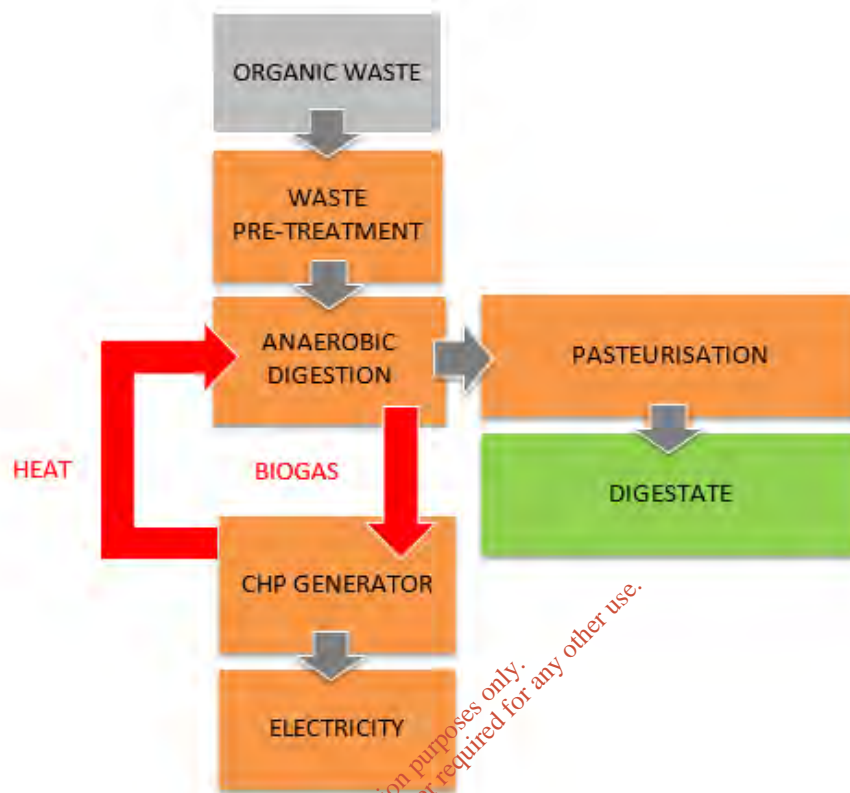 ORGANIC WASTE
WASTE
PRE-TREATMENT
ANAEROBIC
DIGESTION
PASTEURISATION
HEAT
BIOGAS
DIGESTATE
CHP GENERATOR
ELECTRICITY
purposes only.
required for any other use.